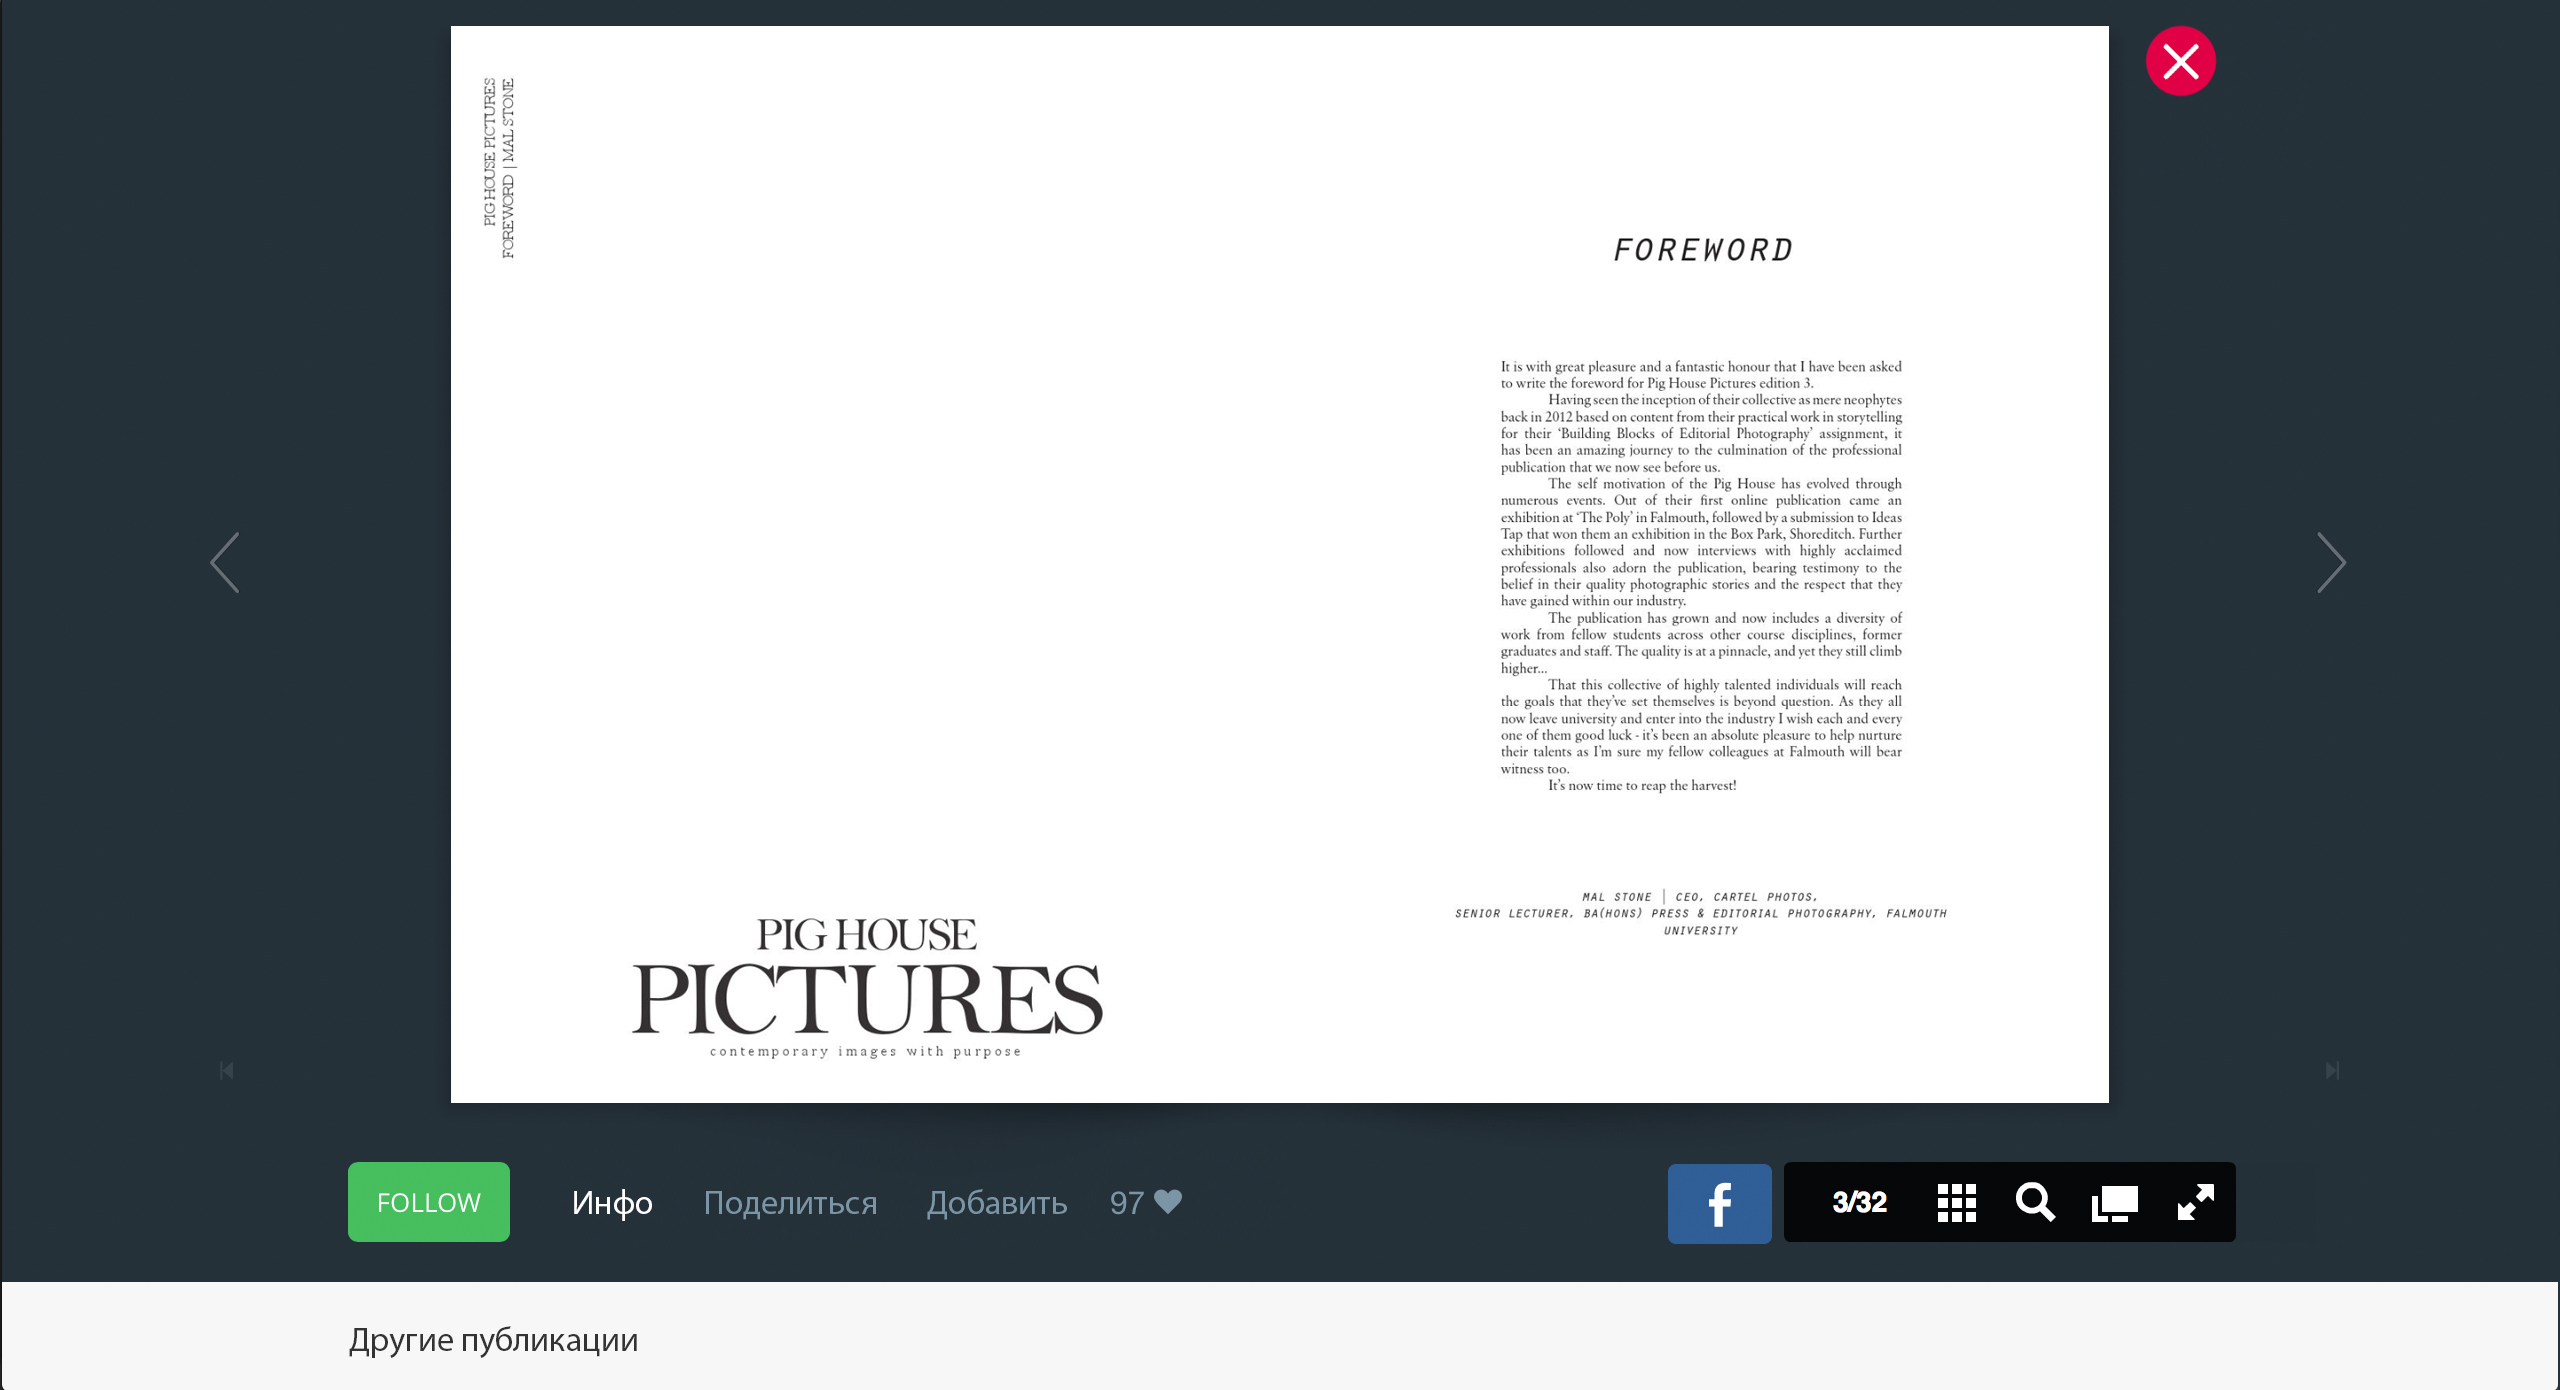 PIG HOUSE PICTURES
FOREWORD | MAL STONE
PIG HOUSE
PICTURES
contemporary images with purpose
FOREWORD
It is with great pleasure and a fantastic honour that I have been asked
to write the foreword for Pig House Pictures edition 3.
Having seen the inception of their collective as mere neophytes
back in 2012 based on content from their practical work in storytelling
for their ‘Building Blocks of Editorial Photography’ assignment, it
has been an amazing journey to the culmination of the professional
publication that we now see before us.
The self motivation of the Pig House has evolved through
numerous events. Out of their first online publication came an
exhibition at ‘The Poly’ in Falmouth, followed by a submission to Ideas
Tap that won them an exhibition in the Box Park, Shoreditch. Further
exhibitions followed and now interviews with highly acclaimed
professionals also adorn the publication, bearing testimony to the
belief in their quality photographic stories and the respect that they
have gained within our industry.
The publication has grown and now includes a diversity of
work from fellow students across other course disciplines, former
graduates and staff. The quality is at a pinnacle, and yet they still climb
higher...
That this collective of highly talented individuals will reach
the goals that they’ve set themselves is beyond question. As they all
now leave university and enter into the industry I wish each and every
one of them good luck - it’s been an absolute pleasure to help nurture
their talents as I’m sure my fellow colleagues at Falmouth will bear
witness too.
It’s now time to reap the harvest!
MAL STONE | CEO, CARTEL PHOTOS,
SENIOR LECTURER, BA(HONS) PRESS & EDITORIAL PHOTOGRAPHY, FALMOUTH
UNIVERSITY
FOLLOW Инфо Поделиться Добавить 97 f 3/32
Другие публикации